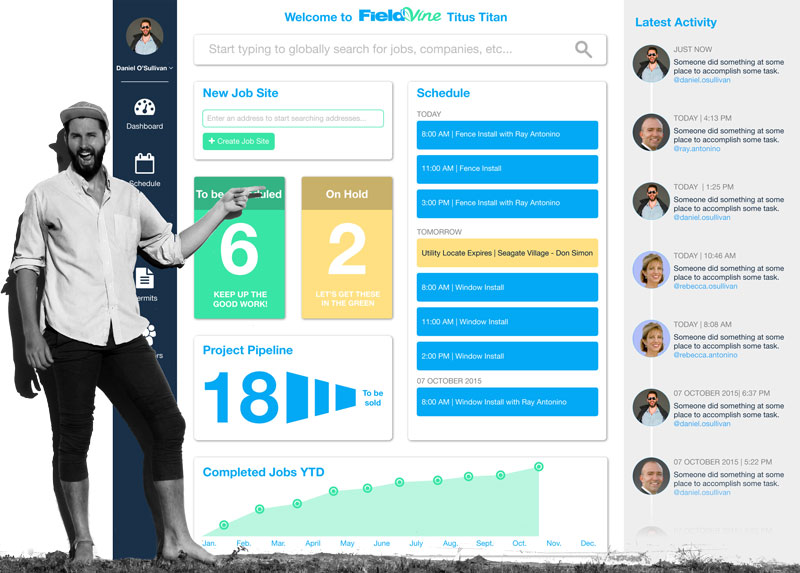 Welcome to FieldVine Titus Titan
Daniel O'Sullivan
Dashboard
Schedule
Start typing to globally search for jobs, companies, etc...
New Job Site
Enter an address to start searching addresses...
+ Create Job Site
To be
6
KEEP UP THE
GOOD WORK!
On Hold
2
LET'S GET THESE
IN THE GREEN
Project Pipeline
18
To be
sold
Schedule
TODAY
8:00 AM | Fence Install with Ray Antonino
11:00 AM | Fence Install
3:00 PM | Fence Install with Ray Antonino
TOMORROW
Utility Locate Expires | Seagate Village - Don Simon
8:00 AM | Window Install
11:00 AM | Window Install
2:00 PM | Window Install
07 OCTOBER 2015
8:00 AM | Window Install with Ray Antonino
Completed Jobs YTD
Jan. Feb. Mar. April May June July Aug. Sept. Oct. Nov. Dec.
Latest Activity
JUST NOW
Someone did something at some
place to accomplish some task.
@daniel.osullivan
TODAY | 4:13 PM
Someone did something at some
place to accomplish some task.
@ray.antonino
TODAY | 1:25 PM
Someone did something at some
place to accomplish some task.
@daniel.osullivan
TODAY | 10:46 AM
Someone did something at some
place to accomplish some task.
@rebecca.osullivan
TODAY | 8:08 AM
Someone did something at some
place to accomplish some task.
@rebecca.antonino
07 OCTOBER 2015| 6:37 PM
Someone did something at some
place to accomplish some task.
@daniel.osullivan
07 OCTOBER 2015 | 5:22 PM
Someone did something at some
place to accomplish some task.
@daniel.osullivan